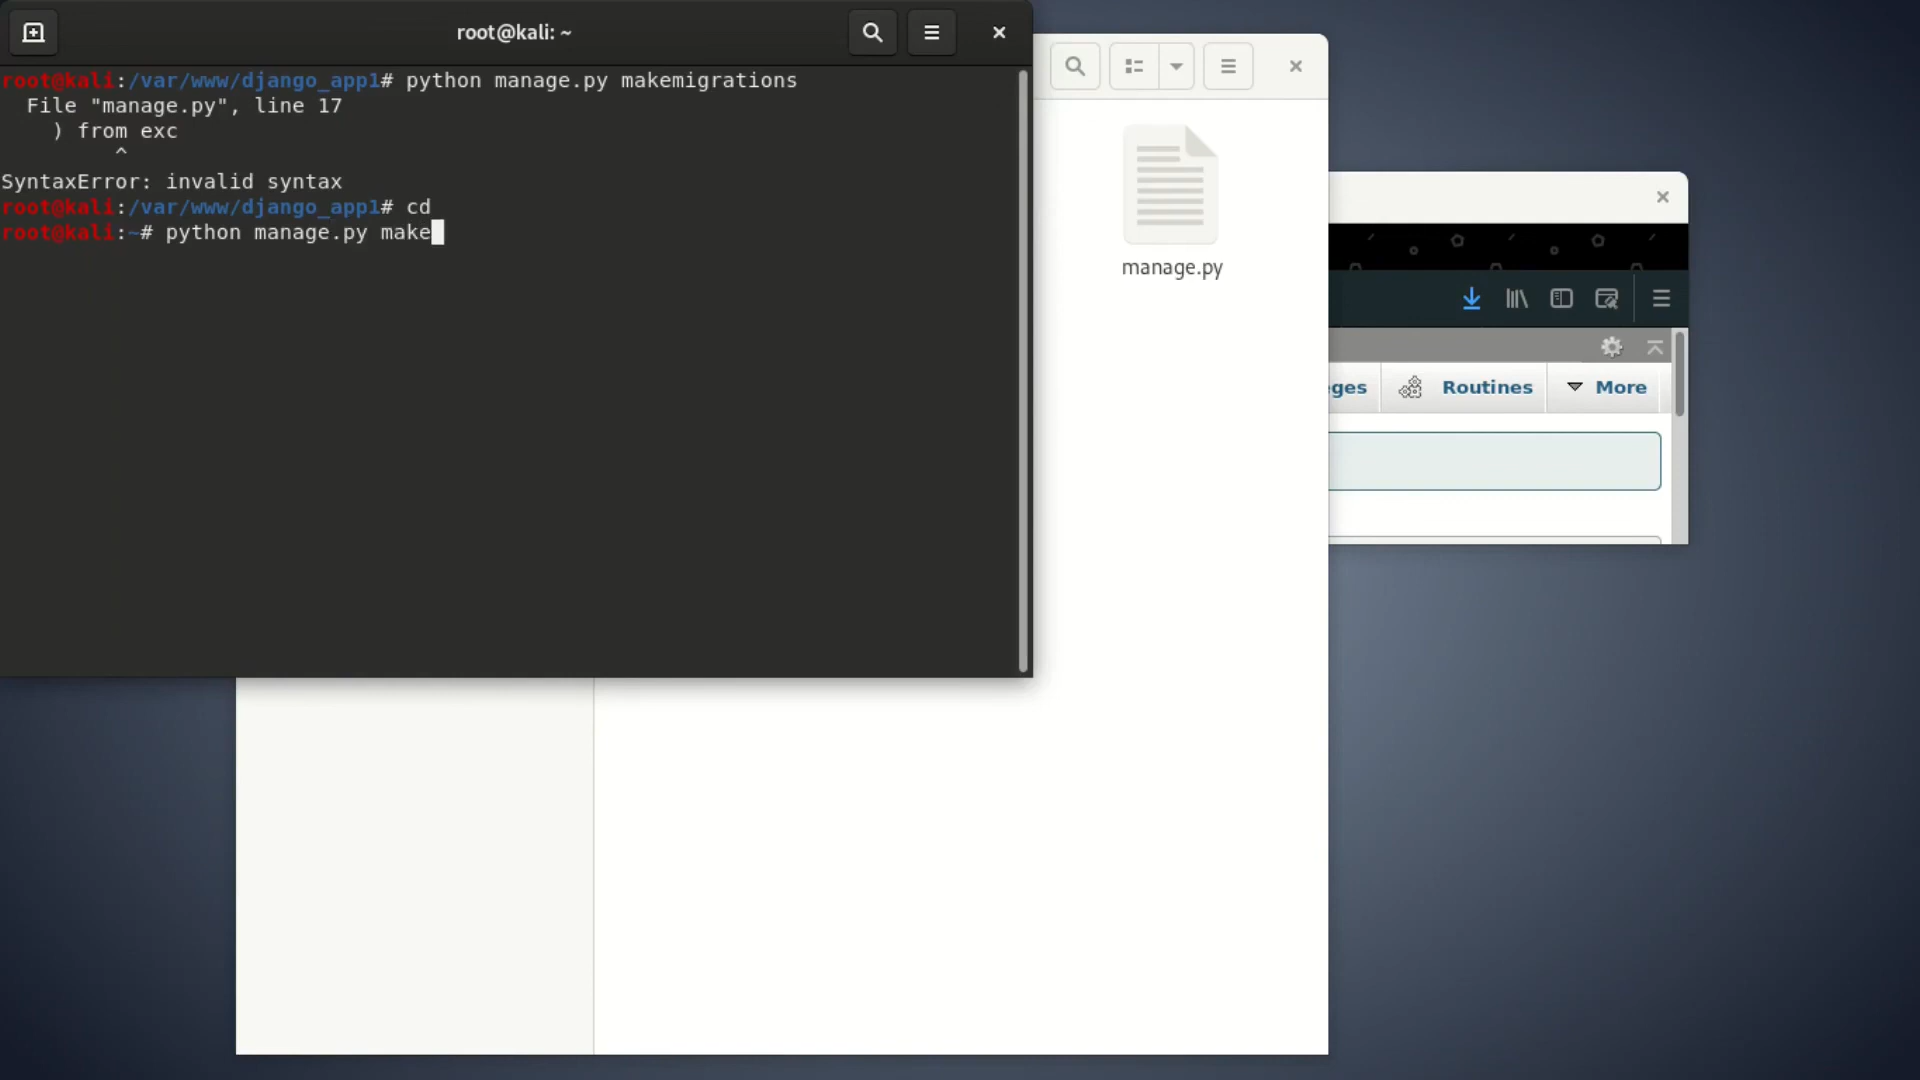 root@kali: ~
root@kali:/var/www/django_app1# python manage.py makemigrations
File "manage.py", line 17
) from exc
^
SyntaxError: invalid syntax
root@kali:/var/www/django_app1# cd
root@kali:~# python manage.py make
manage.py
eges
Routines
More